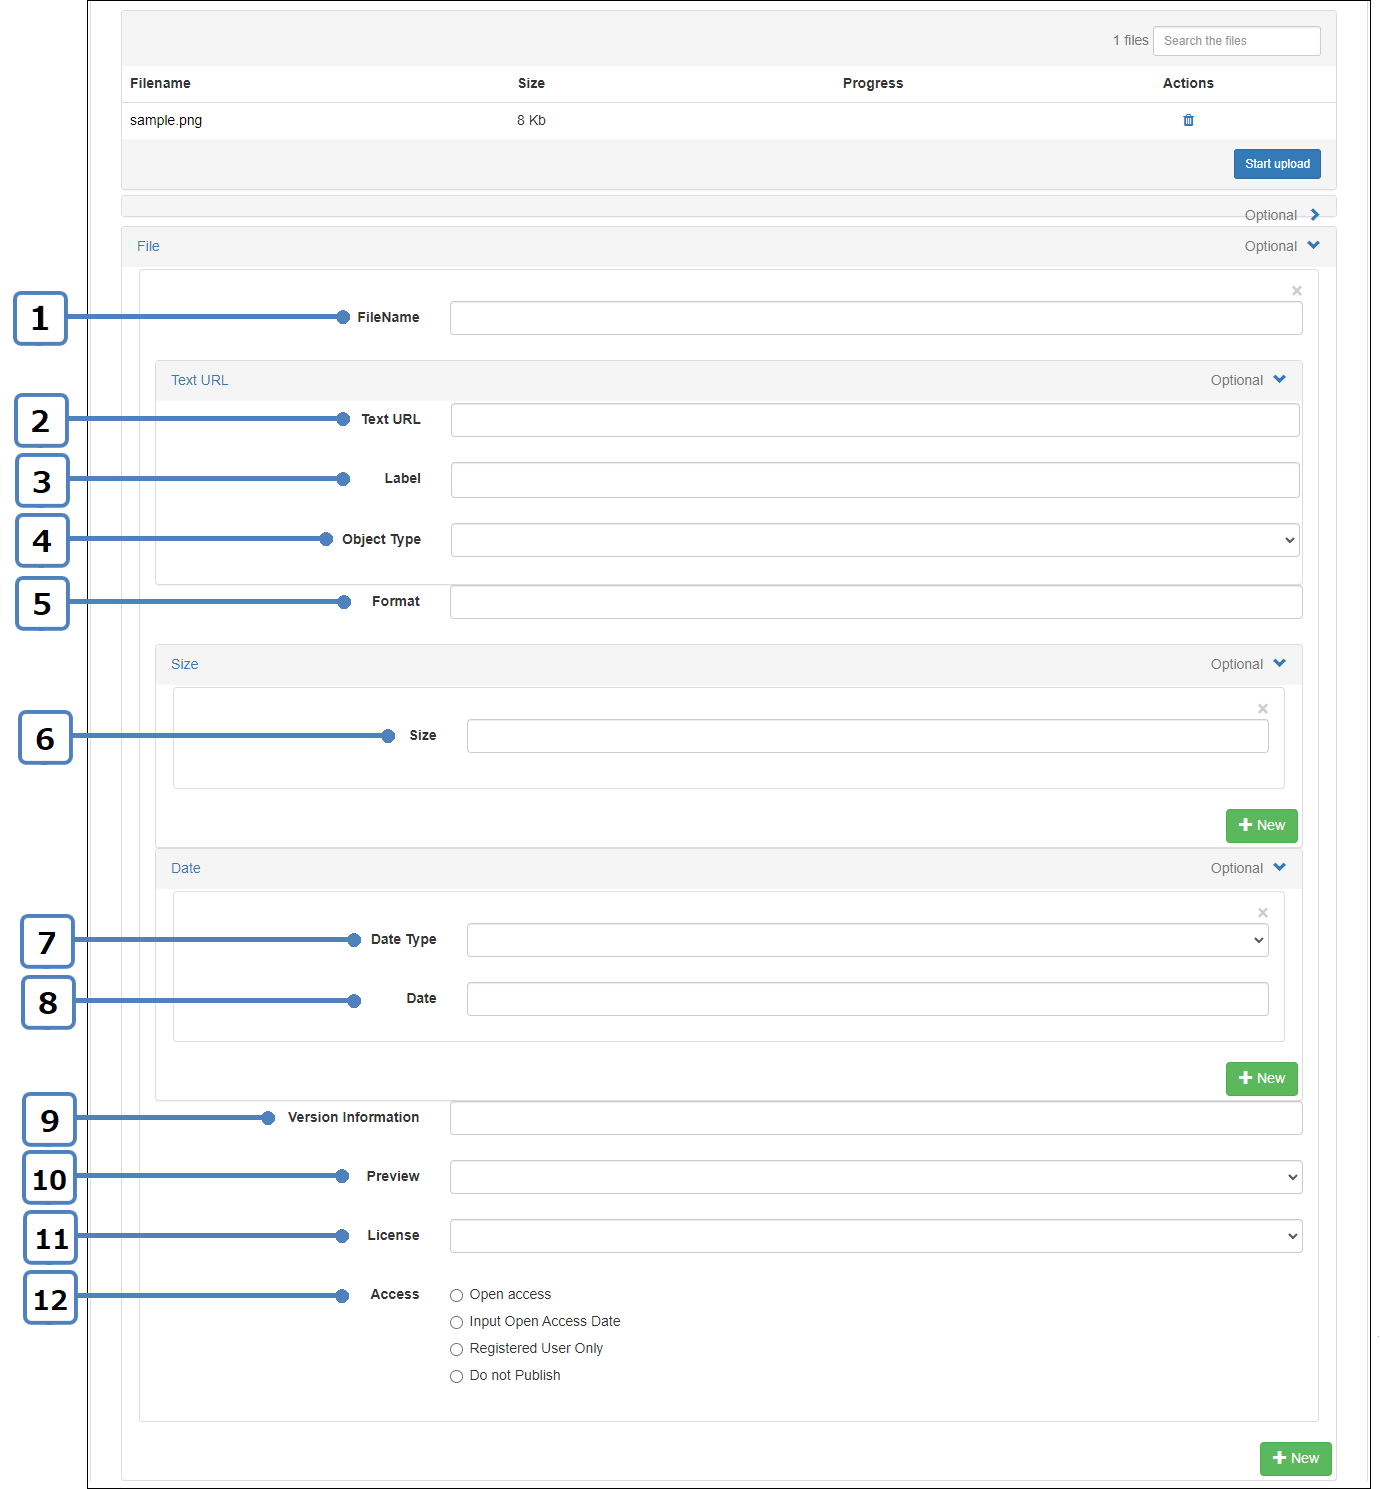 1 files Search the files
Filename Size Progress Actions
sample.png 8 Kb
Start upload
Optional
File Optional
×
1 FileName
Text URL Optional
2 Text URL
3 Label
4 Object Type
5 Format
Size Optional
×
6 Size
New
Date Optional
×
7 Date Type
8 Date
New
9 Version Information
10 Preview
11 License
12 Access Open access
Input Open Access Date
Registered User Only
Do not Publish
New